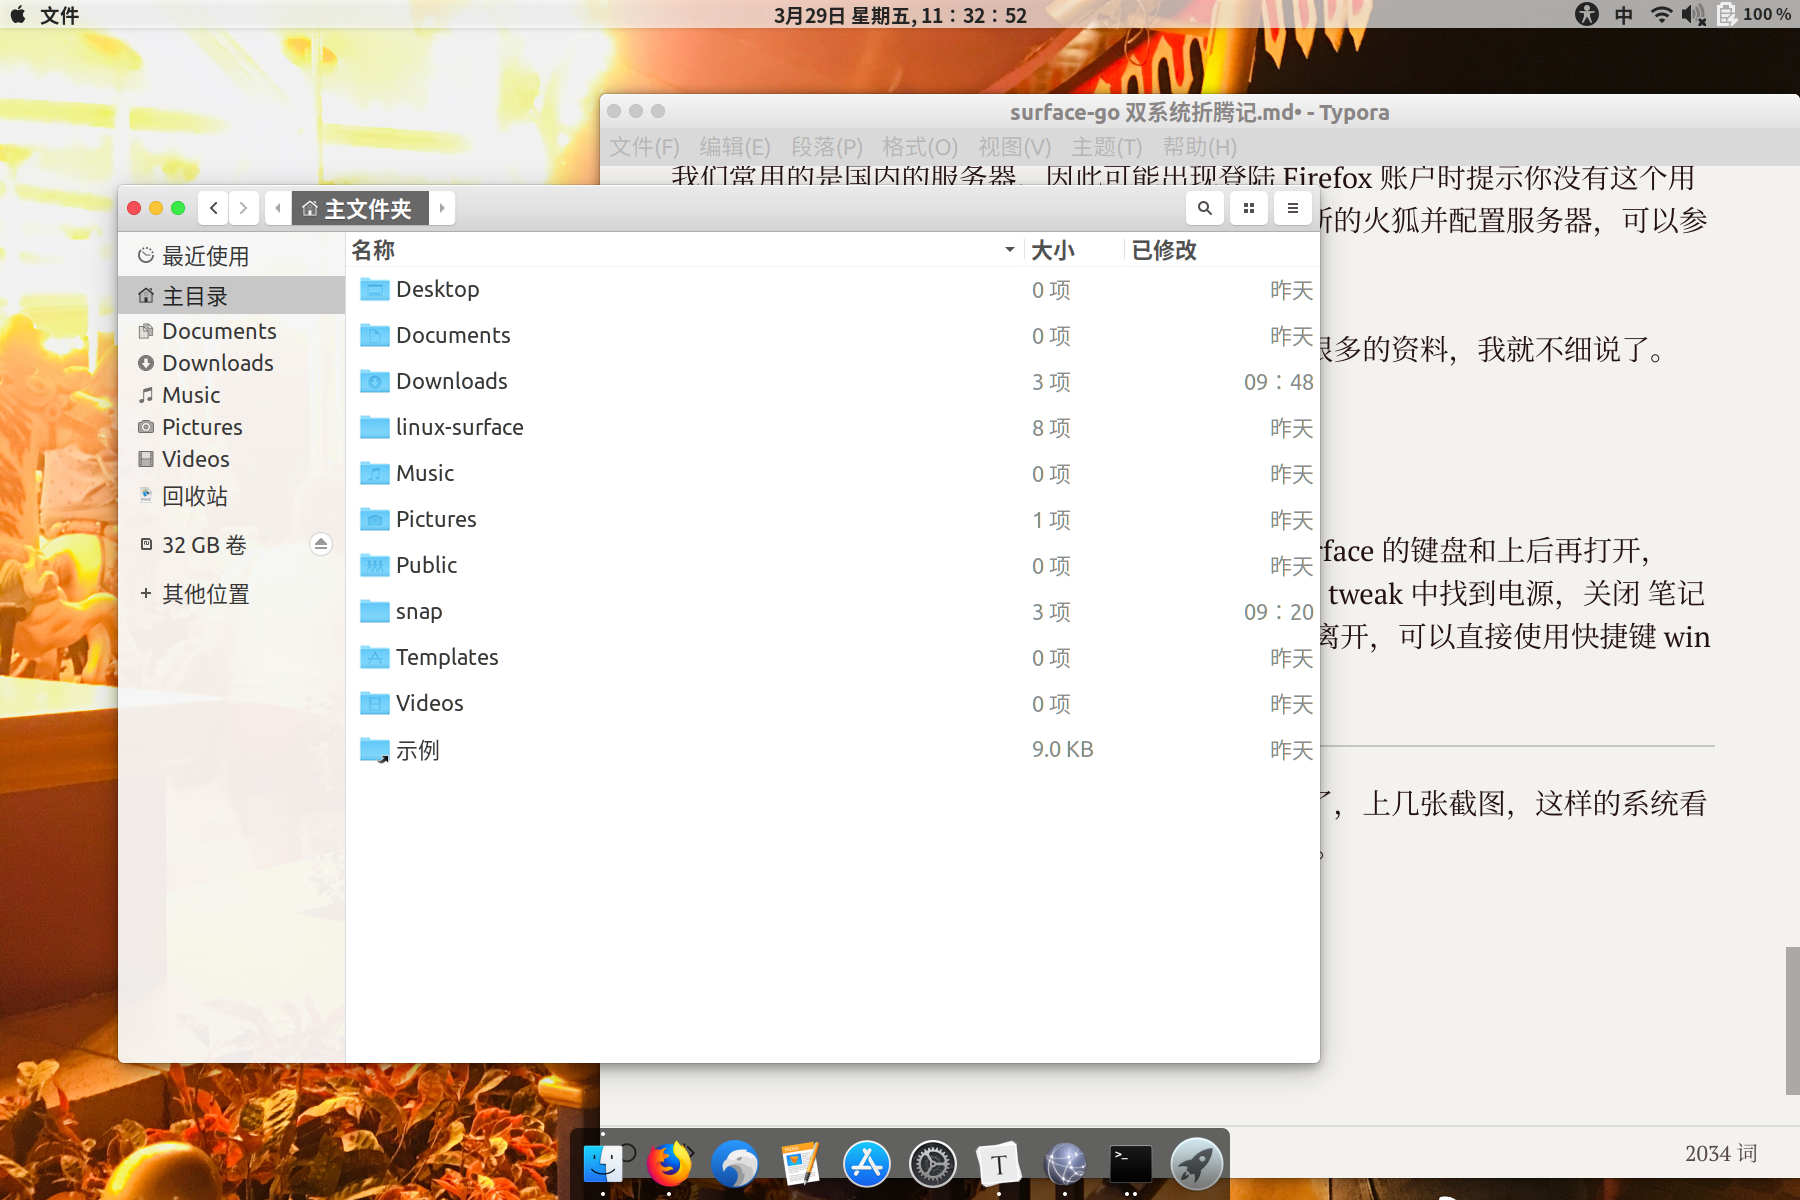 文件
3月29日 星期五, 11：32：52
中
100 %
surface-go 双系统折腾记.md• - Typora
文件(F) 编辑(E) 段落(P) 格式(O) 视图(V) 主题(T) 帮助(H)
我们常用的是国内的服务器，因此可能出现登陆 Firefox 账户时提示你没有这个用
新的火狐并配置服务器，可以参
很多的资料，我就不细说了。
rface 的键盘和上后再打开，
tweak 中找到电源，关闭 笔记
离开，可以直接使用快捷键 win
了，上几张截图，这样的系统看
。
2034 词
主文件夹
最近使用
主目录
Documents
Downloads
Music
Pictures
Videos
回收站
32 GB 卷
+ 其他位置
名称 大小 已修改
Desktop 0 项 昨天
Documents 0 项 昨天
Downloads 3 项 09：48
linux-surface 8 项 昨天
Music 0 项 昨天
Pictures 1 项 昨天
Public 0 项 昨天
snap 3 项 09：20
Templates 0 项 昨天
Videos 0 项 昨天
示例 9.0 KB 昨天
T
>_